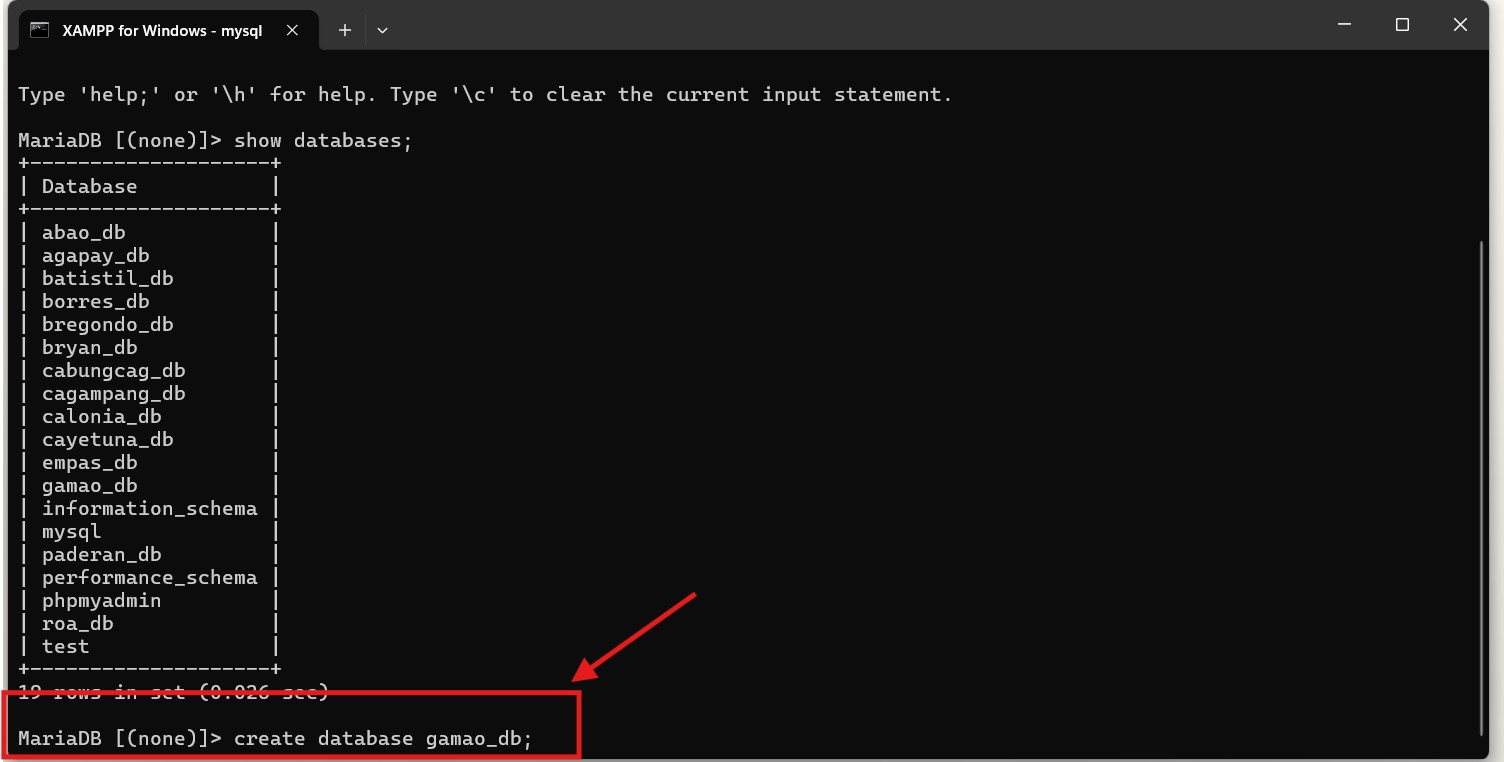 XAMPP for Windows - mysql
Type 'help;' or '\h' for help. Type '\c' to clear the current input statement.
MariaDB [(none)]> show databases;
+--------------------+
| Database           |
+--------------------+
| abao_db            |
| agapay_db          |
| batistil_db        |
| borres_db          |
| bregondo_db        |
| bryan_db           |
| cabungcag_db       |
| cagampang_db       |
| calonia_db         |
| cayetuna_db        |
| empas_db           |
| gamao_db           |
| information_schema |
| mysql              |
| paderan_db         |
| performance_schema |
| phpmyadmin         |
| roa_db             |
| test               |
+--------------------+
19 rows in set (0.026 sec)
MariaDB [(none)]> create database gamao_db;